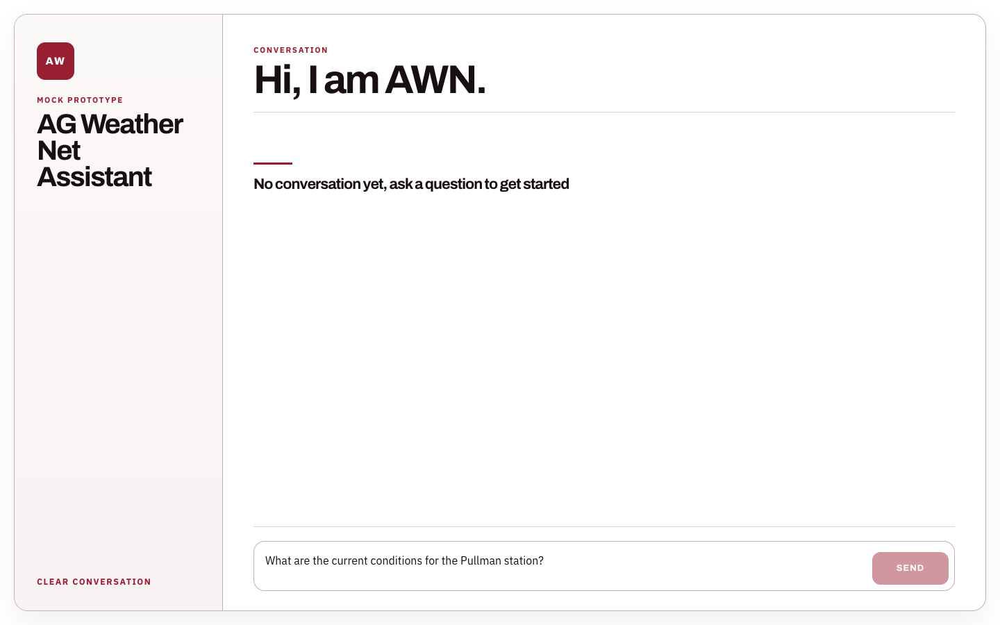 AW
MOCK PROTOTYPE
AG Weather
Net
Assistant
CLEAR CONVERSATION
CONVERSATION
Hi, I am AWN.
No conversation yet, ask a question to get started
What are the current conditions for the Pullman station?
SEND